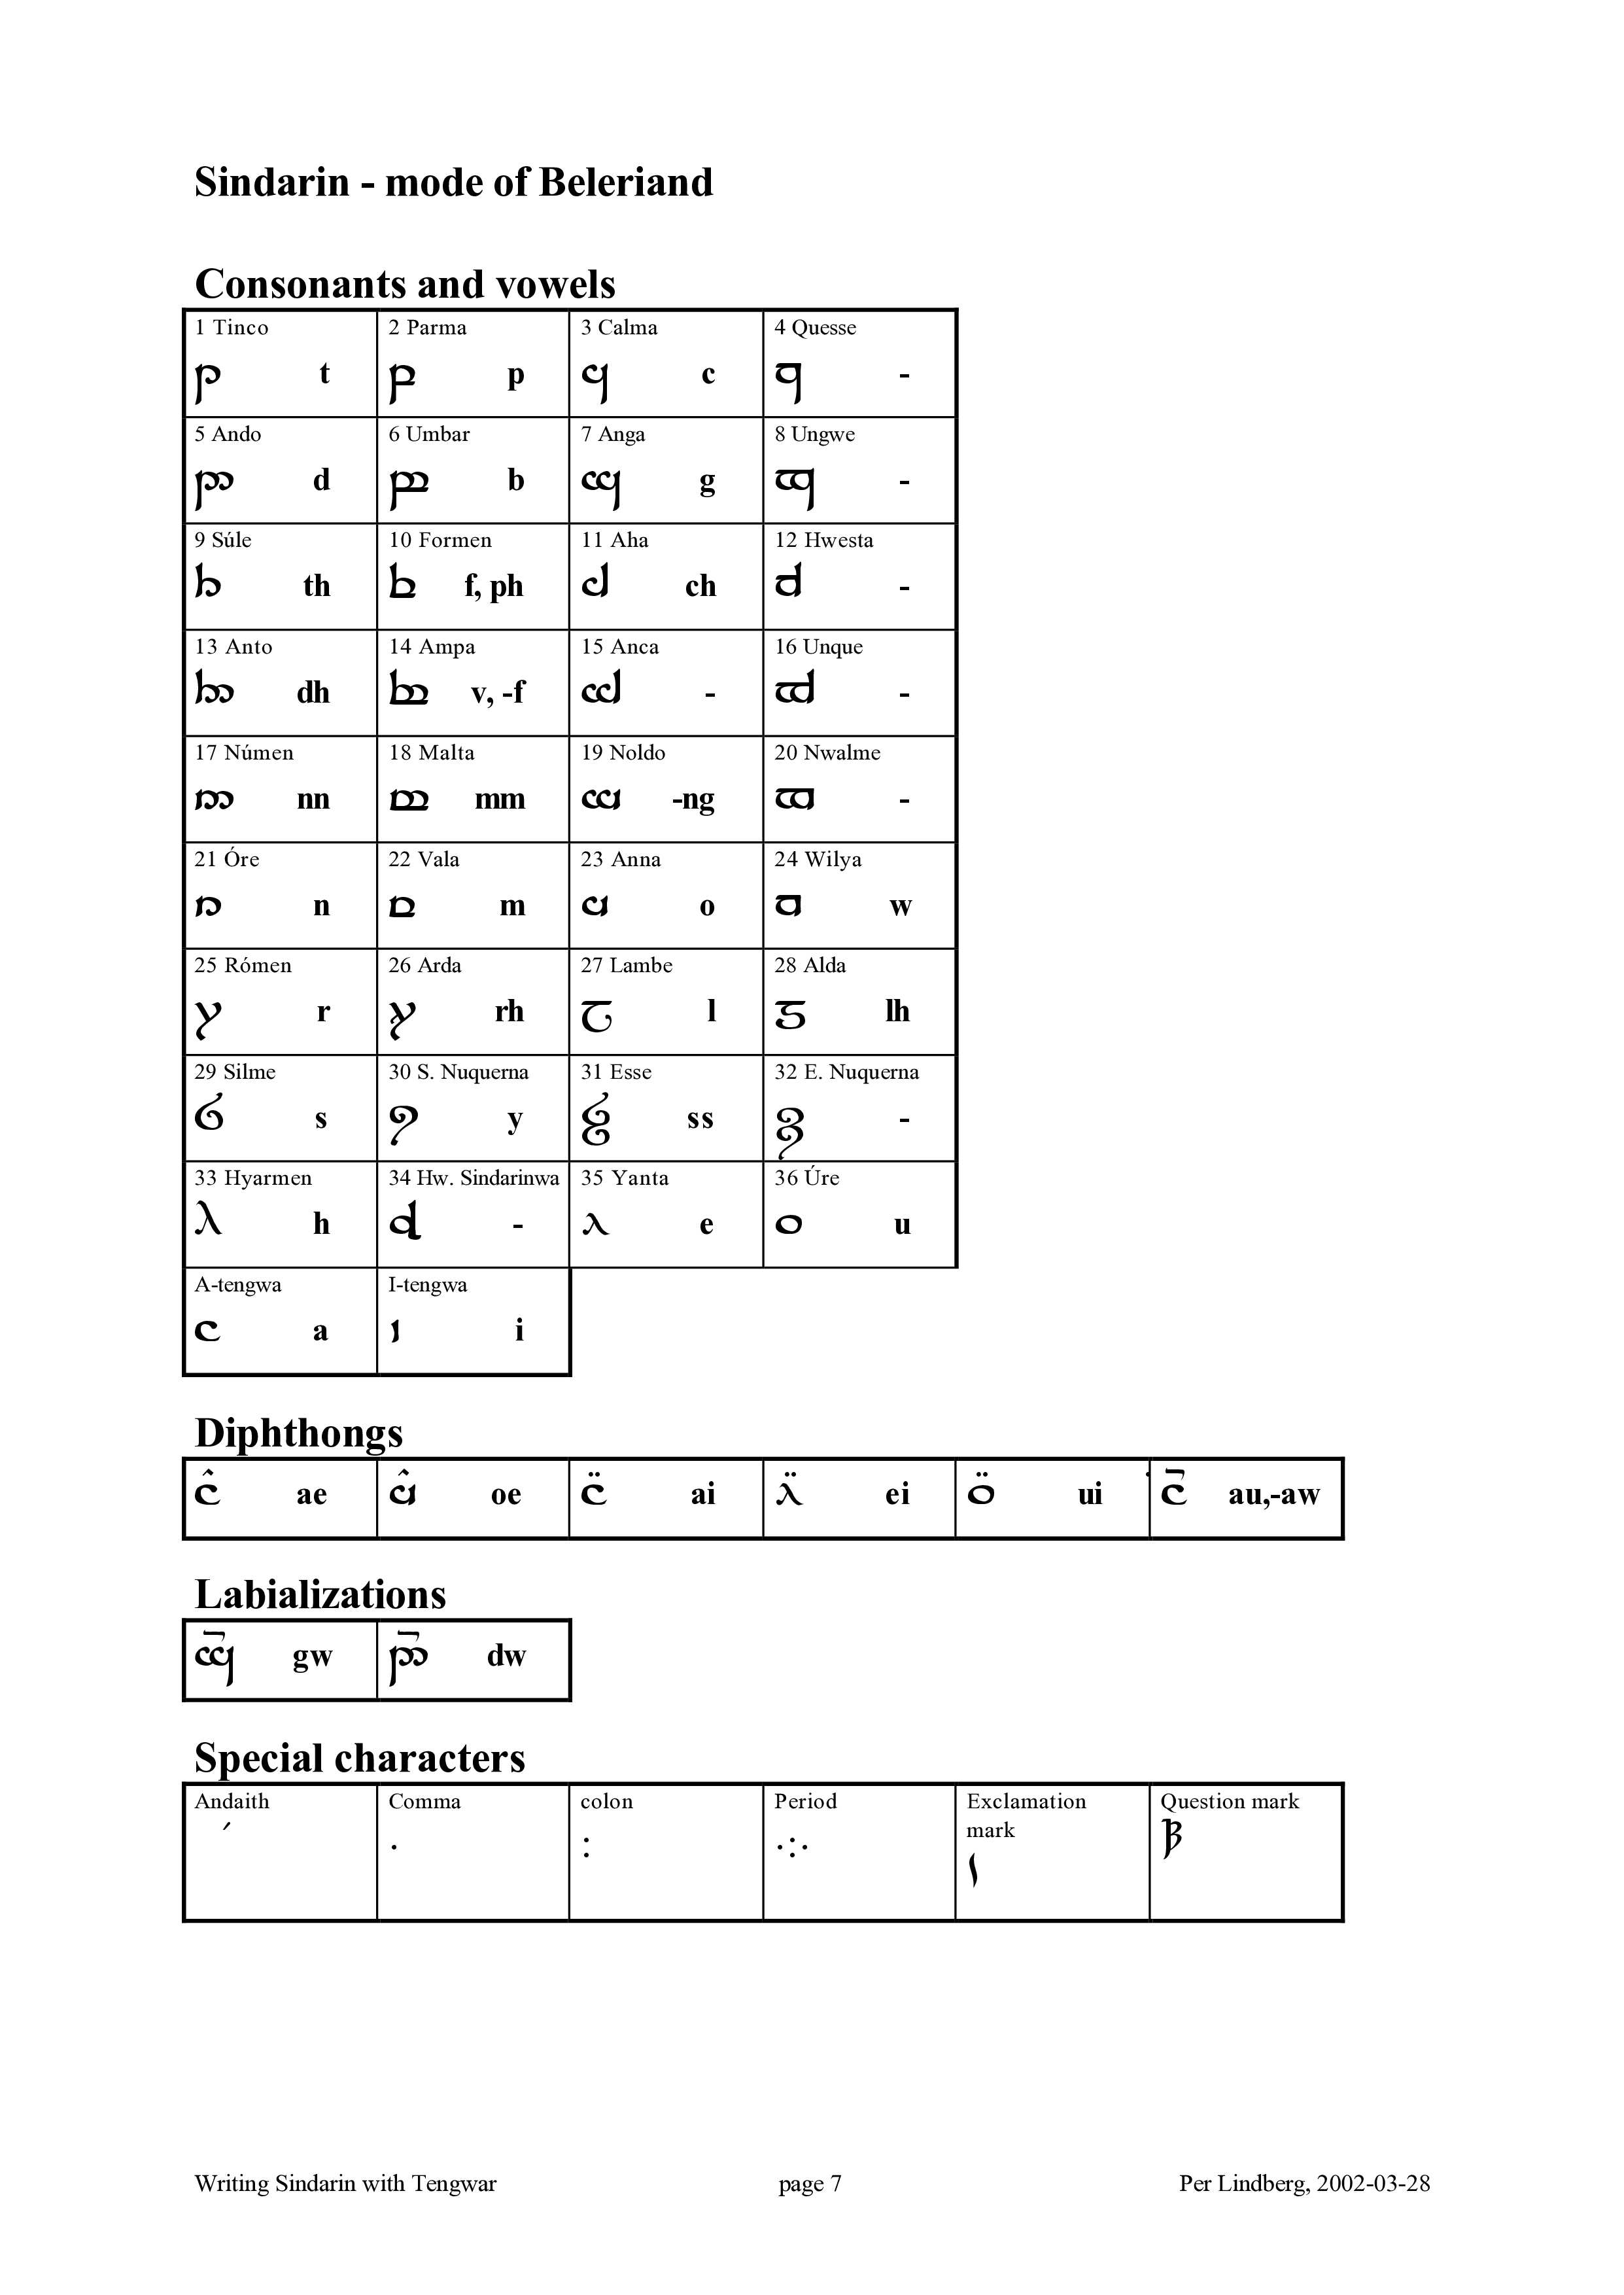 Sindarin - mode of Beleriand
Consonants and vowels
1 Tinco 2 Parma 3 Calma 4 Quesse
t p c -
5 Ando 6 Umbar 7 Anga 8 Ungwe
d b g -
9 Súle 10 Formen 11 Aha 12 Hwesta
th f, ph ch -
13 Anto 14 Ampa 15 Anca 16 Unque
dh v, -f - -
17 Númen 18 Malta 19 Noldo 20 Nwalme
nn mm -ng -
21 Óre 22 Vala 23 Anna 24 Wilya
n m o w
25 Rómen 26 Arda 27 Lambe 28 Alda
r rh l lh
29 Silme 30 S. Nuquerna 31 Esse 32 E. Nuquerna
s y ss -
33 Hyarmen 34 Hw. Sindarinwa 35 Yanta 36 Úre
h - e u
A-tengwa I-tengwa
a i
Diphthongs
ae oe ai ei ui au,-aw
Labializations
gw dw
Special characters
Andaith Comma colon Period Exclamation mark Question mark
Writing Sindarin with Tengwar page 7 Per Lindberg, 2002-03-28